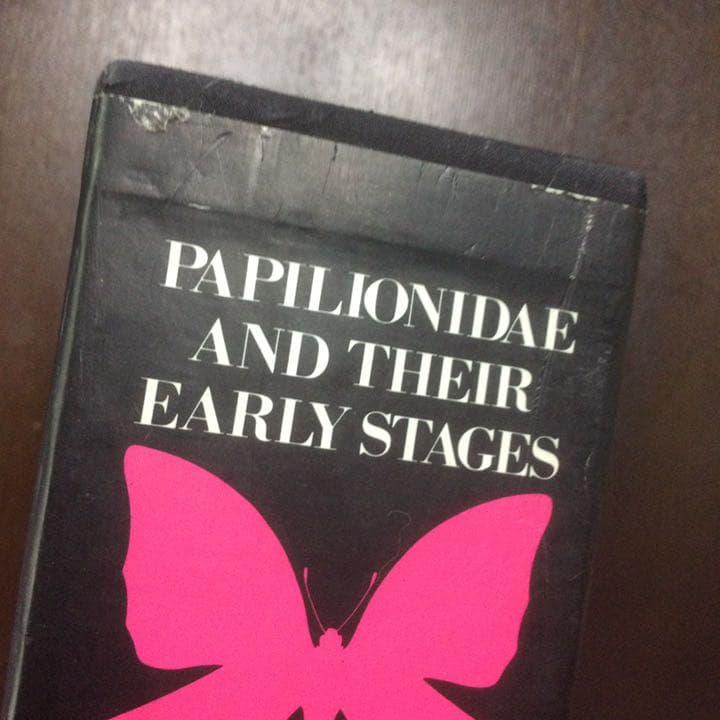 PAPILIONIDAE
AND THEIR
EARLY STAGES